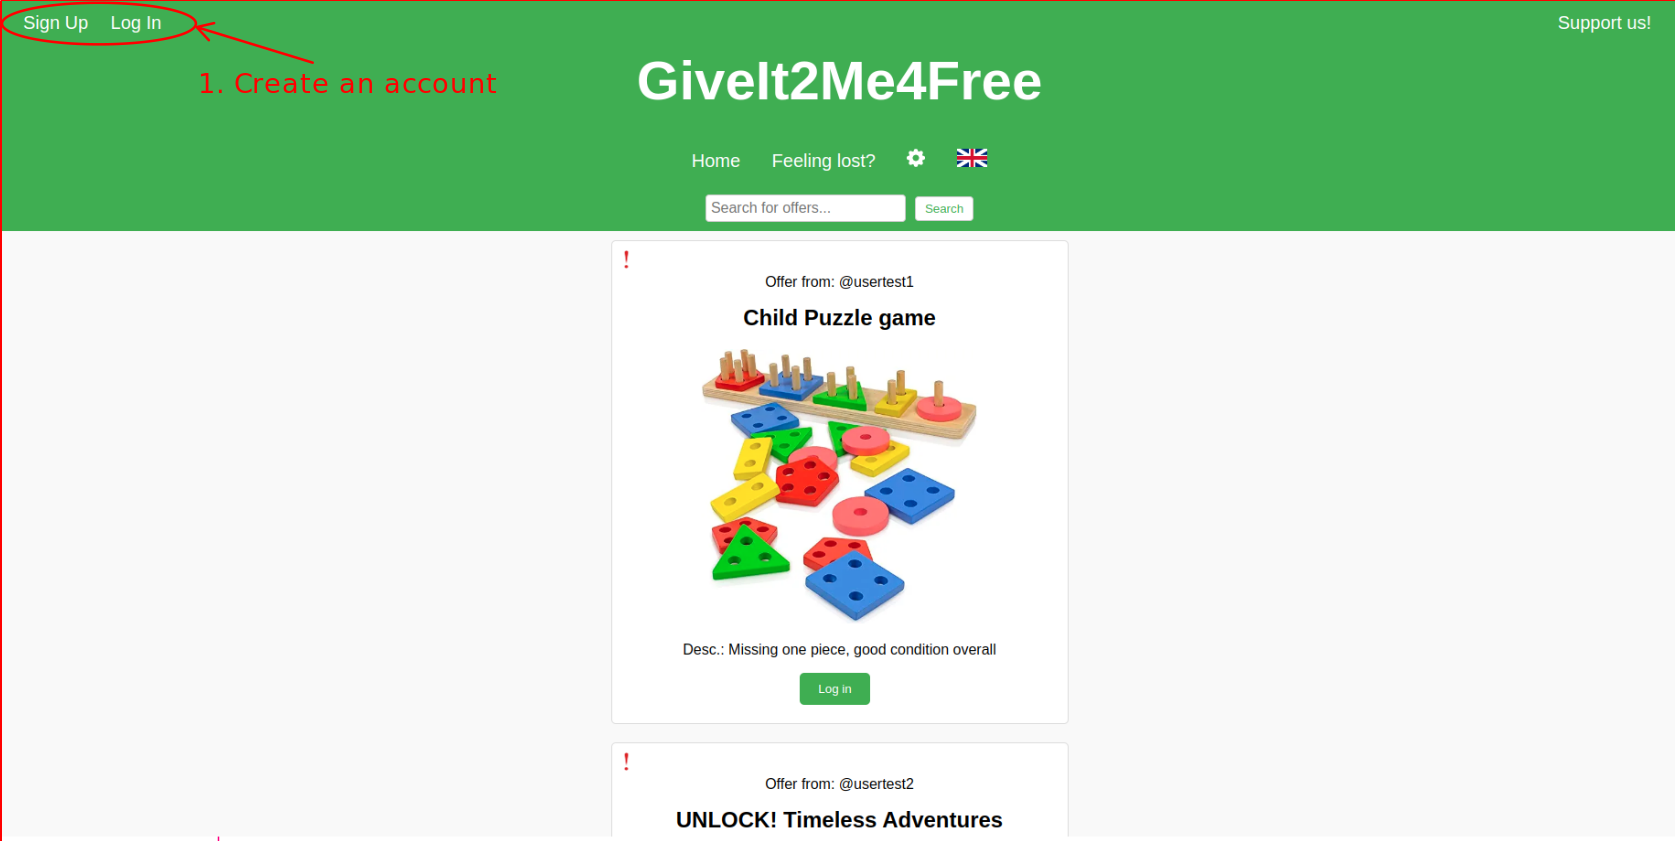 Sign Up Log In Support us!
1. Create an account
GiveIt2Me4Free
Home Feeling lost?
Search for offers... Search
!
Offer from: @usertest1
Child Puzzle game
Desc.: Missing one piece, good condition overall
Log in
!
Offer from: @usertest2
UNLOCK! Timeless Adventures